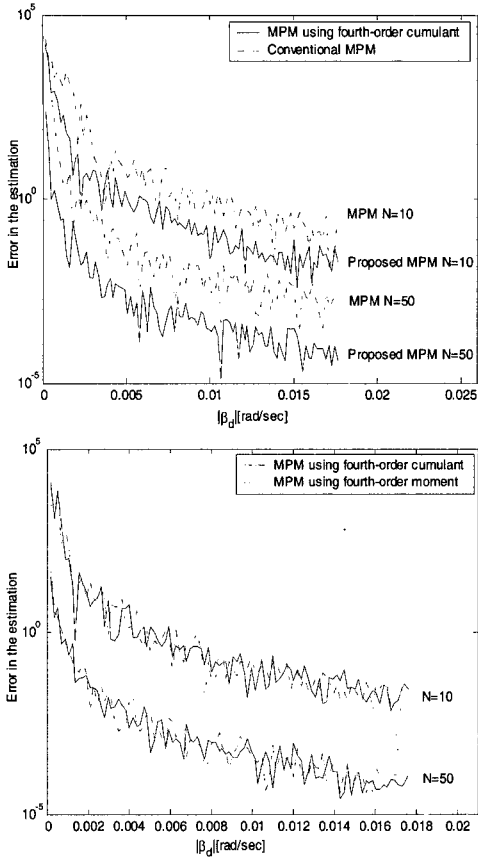 10^5
MPM using fourth-order cumulant
Conventional MPM
Error in the estimation
10^0
MPM N=10
Proposed MPM N=10
MPM N=50
Proposed MPM N=50
10^-5
0 0.005 0.01 0.015 0.02 0.025
|β_d|[rad/sec]
10^5
MPM using fourth-order cumulant
MPM using fourth-order moment
Error in the estimation
10^0
N=10
N=50
10^-5
0 0.002 0.004 0.006 0.008 0.01 0.012 0.014 0.016 0.018 0.02
|β_d|[rad/sec]